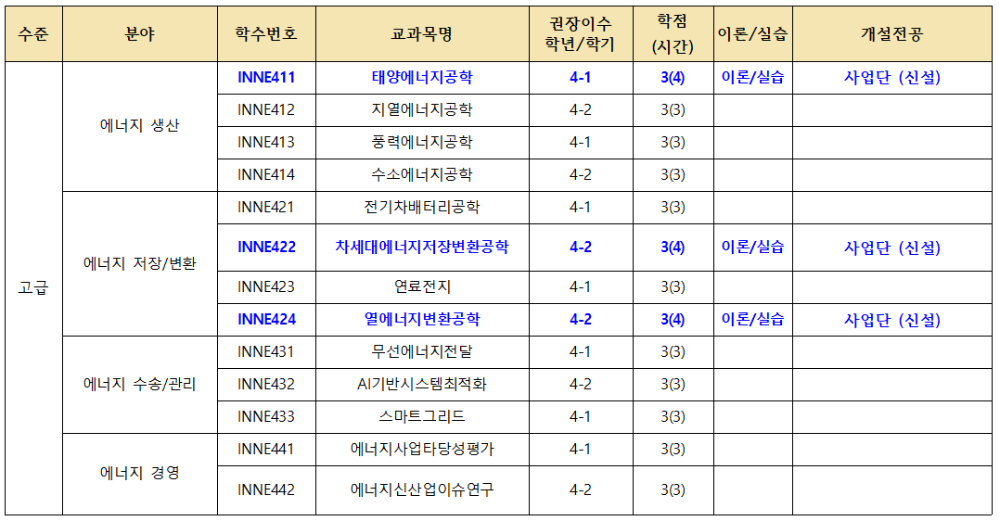 수준 분야 학수번호 교과목명 권장이수 학년/학기 학점 (시간) 이론/실습 개설전공
고급 에너지 생산 INNE411 태양에너지공학 4-1 3(4) 이론/실습 사업단 (신설)
INNE412 지열에너지공학 4-2 3(3)
INNE413 풍력에너지공학 4-1 3(3)
INNE414 수소에너지공학 4-2 3(3)
에너지 저장/변환 INNE421 전기차배터리공학 4-1 3(3)
INNE422 차세대에너지저장변환공학 4-2 3(4) 이론/실습 사업단 (신설)
INNE423 연료전지 4-1 3(3)
INNE424 열에너지변환공학 4-2 3(4) 이론/실습 사업단 (신설)
에너지 수송/관리 INNE431 무선에너지전달 4-1 3(3)
INNE432 AI기반시스템최적화 4-2 3(3)
INNE433 스마트그리드 4-1 3(3)
에너지 경영 INNE441 에너지사업타당성평가 4-1 3(3)
INNE442 에너지신산업이슈연구 4-2 3(3)